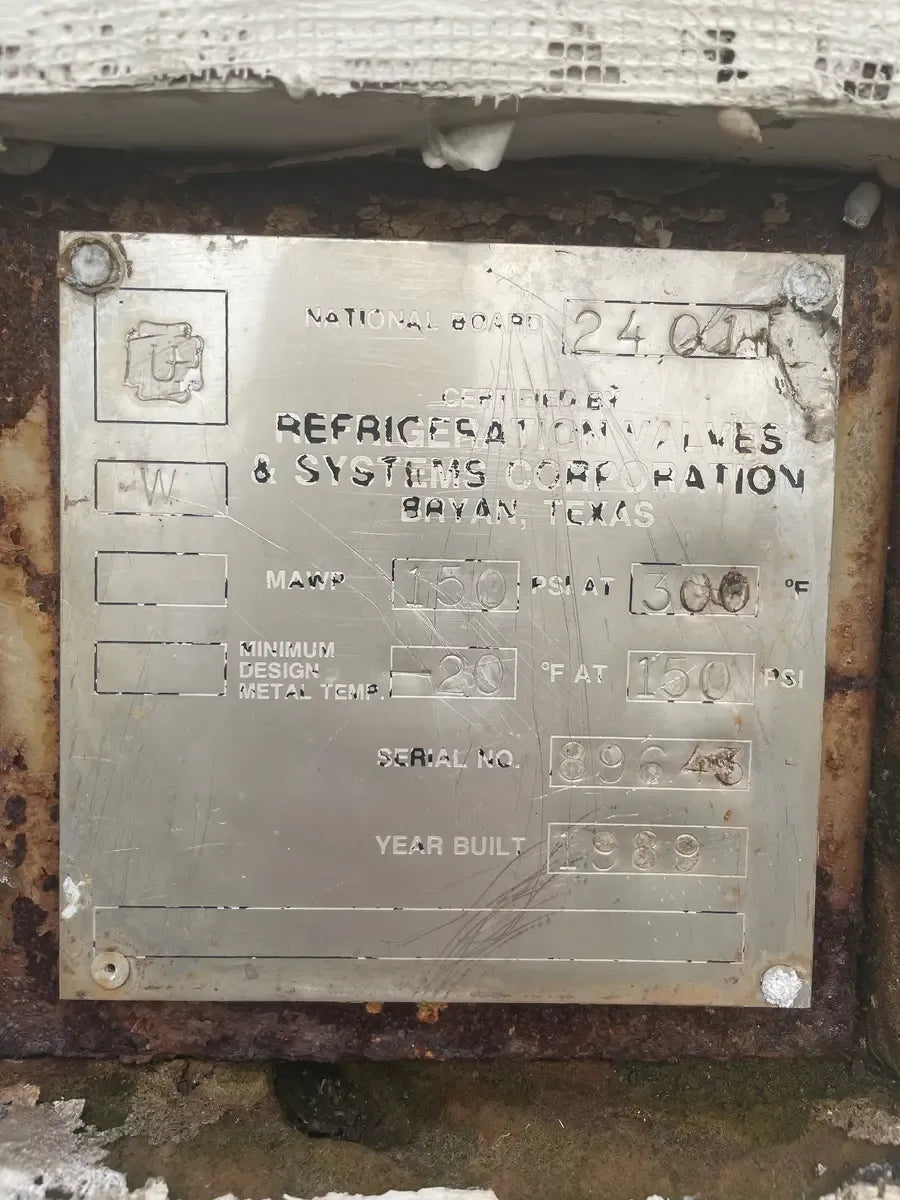 U
NATIONAL BOARD 2401
CERTIFIED BY
REFRIGERATION VALVES
& SYSTEMS CORPORATION
BRYAN, TEXAS
W
MAWP 150 PSI AT 300 °F
MINIMUM
DESIGN
METAL TEMP. -20 °F AT 150 PSI
SERIAL NO.
YEAR BUILT 1989